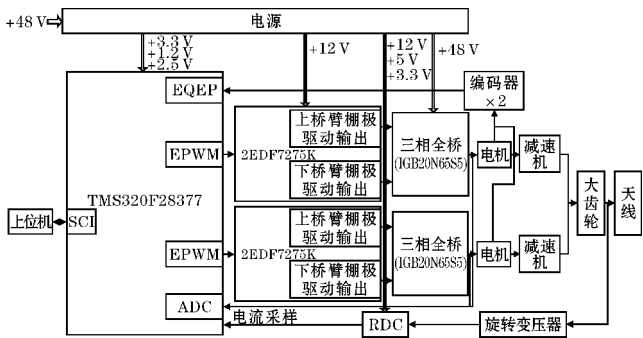 电源
+48 V
+3.3 V
+1.2 V
+2.5 V
+12 V
+12 V
+5 V
+3.3 V
+48 V
EQEP
编码器
×2
上桥臂棚极
驱动输出
2EDF7275K
下桥臂棚极
驱动输出
三相全桥
(IGB20N65S5)
电机
减速
机
EPWM
TMS320F28377
上位机
SCI
大
齿
轮
天
线
上桥臂棚极
驱动输出
2EDF7275K
下桥臂棚极
驱动输出
三相全桥
(IGB20N65S5)
电机
减速
机
EPWM
ADC
电流采样
RDC
旋转变压器